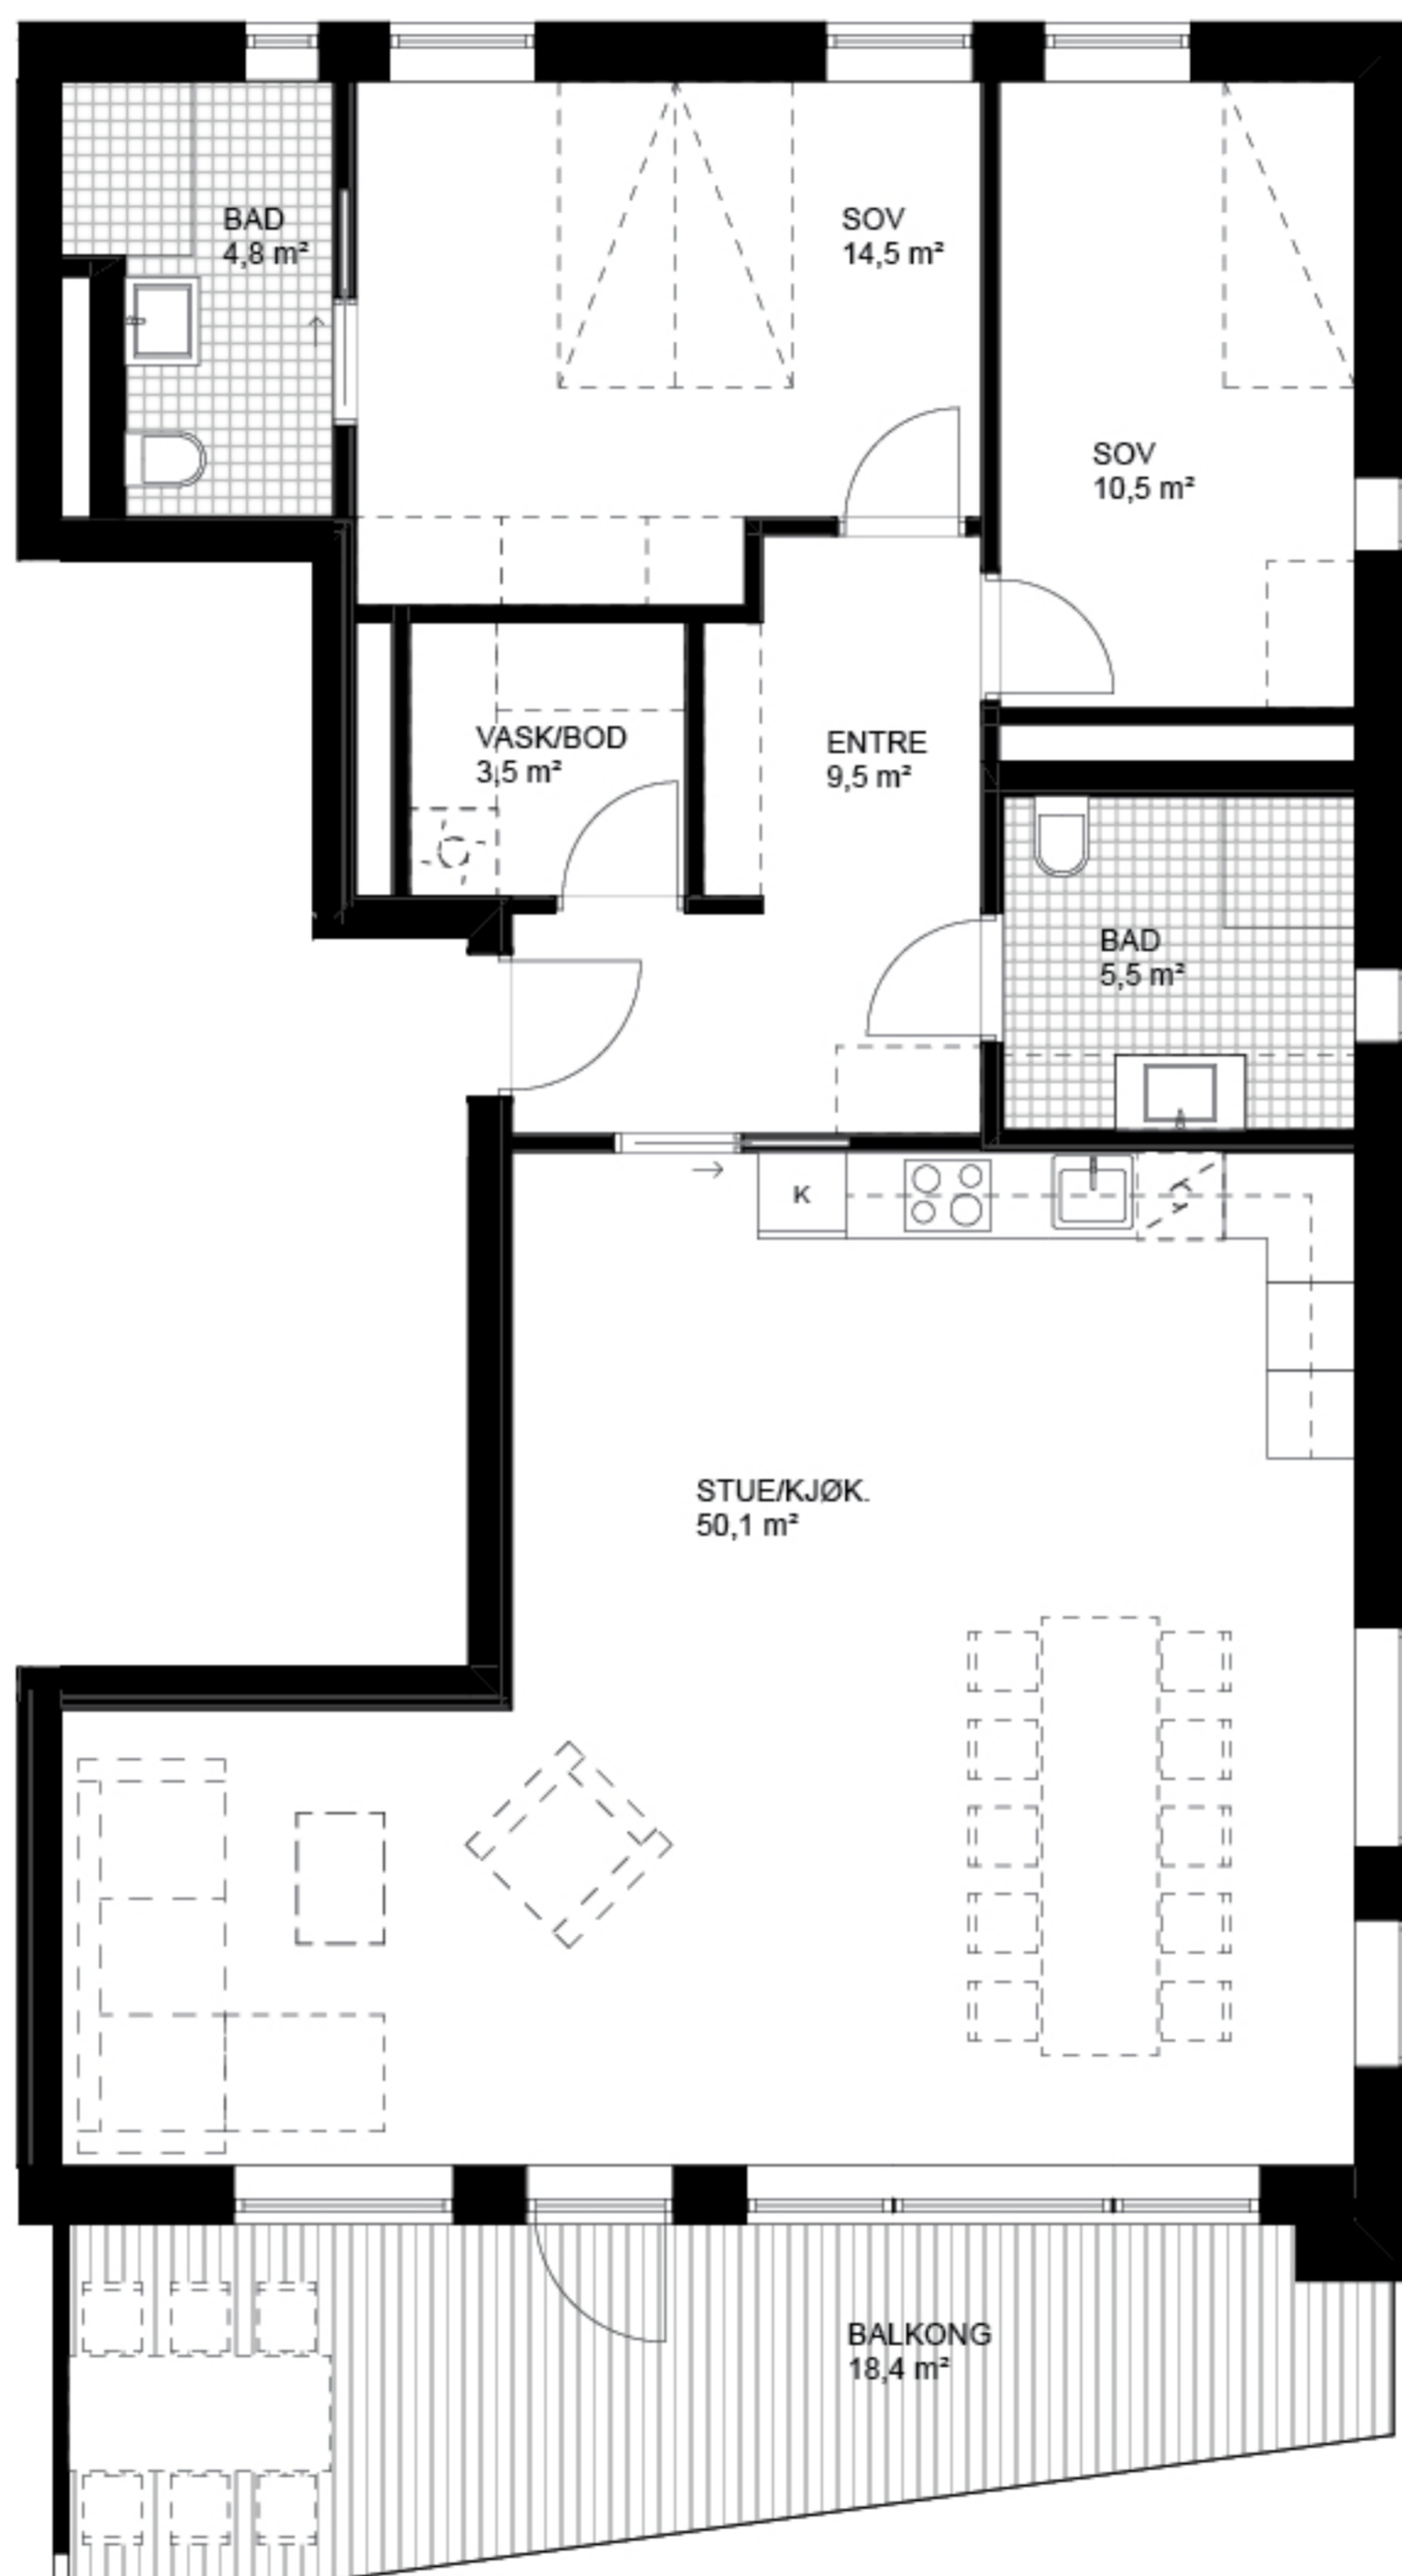 BAD
4,8 m²
SOV
14,5 m²
SOV
10,5 m²
VASK/BOD
3,5 m²
ENTRE
9,5 m²
BAD
5,5 m²
K
STUE/KJØK.
50,1 m²
BALKONG
18,4 m²